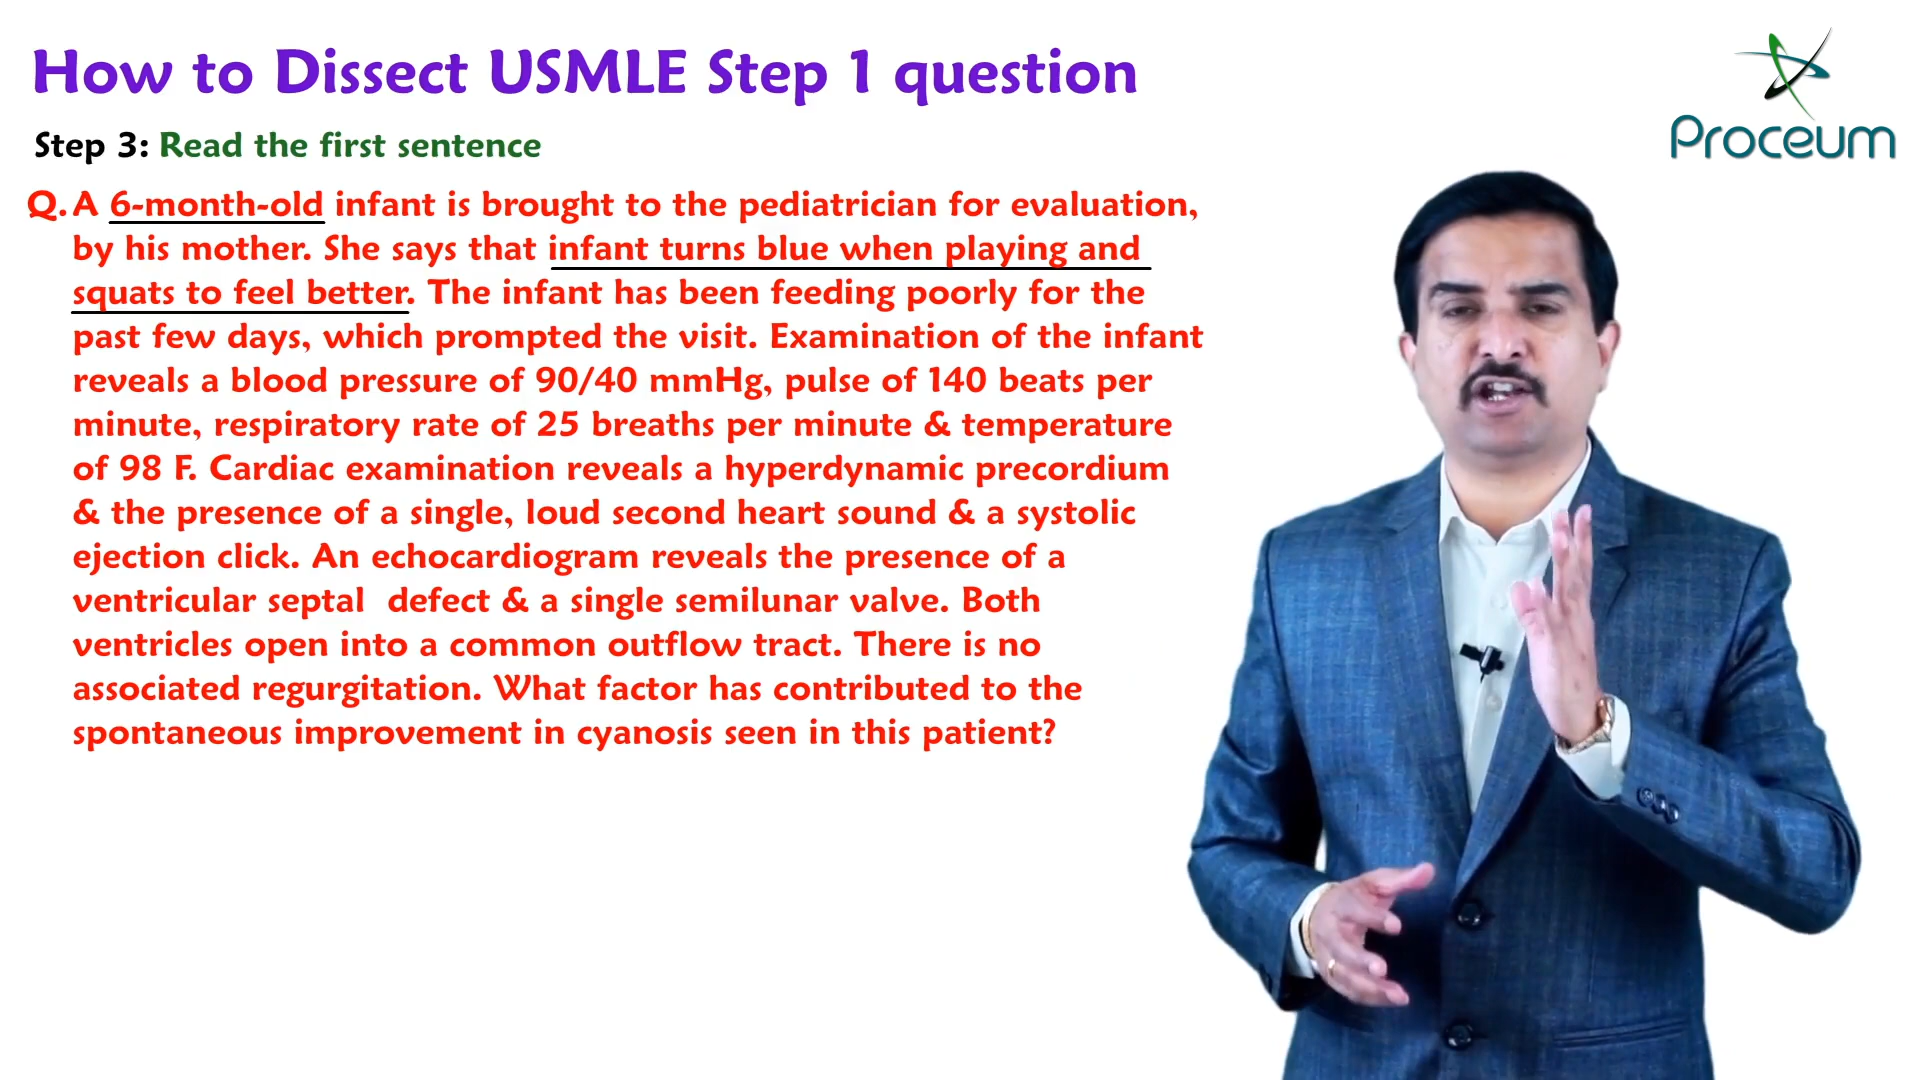 How to Dissect USMLE Step 1 question
Proceum
Step 3: Read the first sentence
Q. A 6-month-old infant is brought to the pediatrician for evaluation,
by his mother. She says that infant turns blue when playing and
squats to feel better. The infant has been feeding poorly for the
past few days, which prompted the visit. Examination of the infant
reveals a blood pressure of 90/40 mmHg, pulse of 140 beats per
minute, respiratory rate of 25 breaths per minute & temperature
of 98 F. Cardiac examination reveals a hyperdynamic precordium
& the presence of a single, loud second heart sound & a systolic
ejection click. An echocardiogram reveals the presence of a
ventricular septal defect & a single semilunar valve. Both
ventricles open into a common outflow tract. There is no
associated regurgitation. What factor has contributed to the
spontaneous improvement in cyanosis seen in this patient?